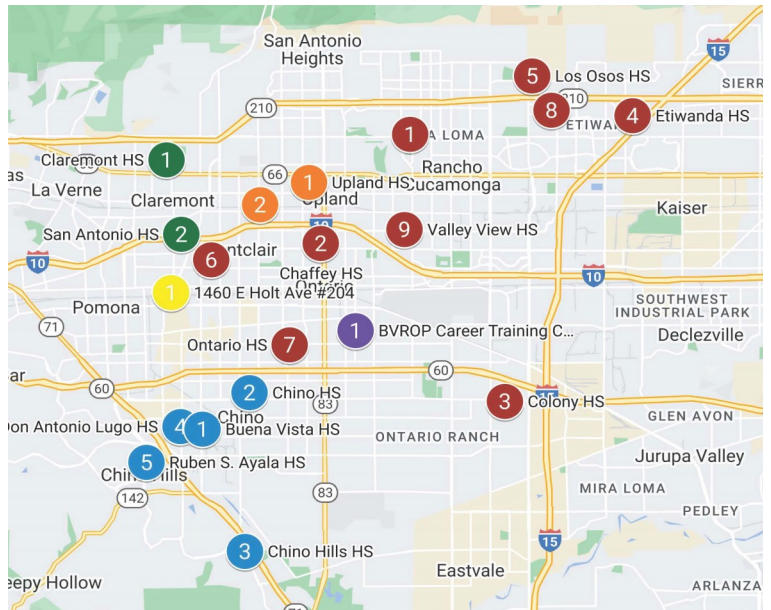 San Antonio
Heights
15
5
Los Osos HS
SIERR
210
210
8
4
Etiwanda HS
ETIWA
1
A LOMA
Claremont HS
1
as
66
Rancho
Cucamonga
La Verne
1
Upland HS
Claremont
2
Upland
Kaiser
San Antonio HS
2
10
9
Valley View HS
2
ntclair
6
10
Chaffey HS
Ontario
10
1
1460 E Holt Ave #204
Pomona
SOUTHWEST
INDUSTRIAL PARK
71
1
BVROP Career Training C...
Declezville
Ontario HS
7
ar
60
60
2
Chino HS
15
83
3
Colony HS
Chino
GLEN AVON
Don Antonio Lugo HS
4
1
Buena Vista HS
ONTARIO RANCH
5
Ruben S. Ayala HS
Jurupa Valley
Chino Hills
142
83
MIRA LOMA
PEDLEY
15
3
Chino Hills HS
Eastvale
eepy Hollow
ARLANZA
71